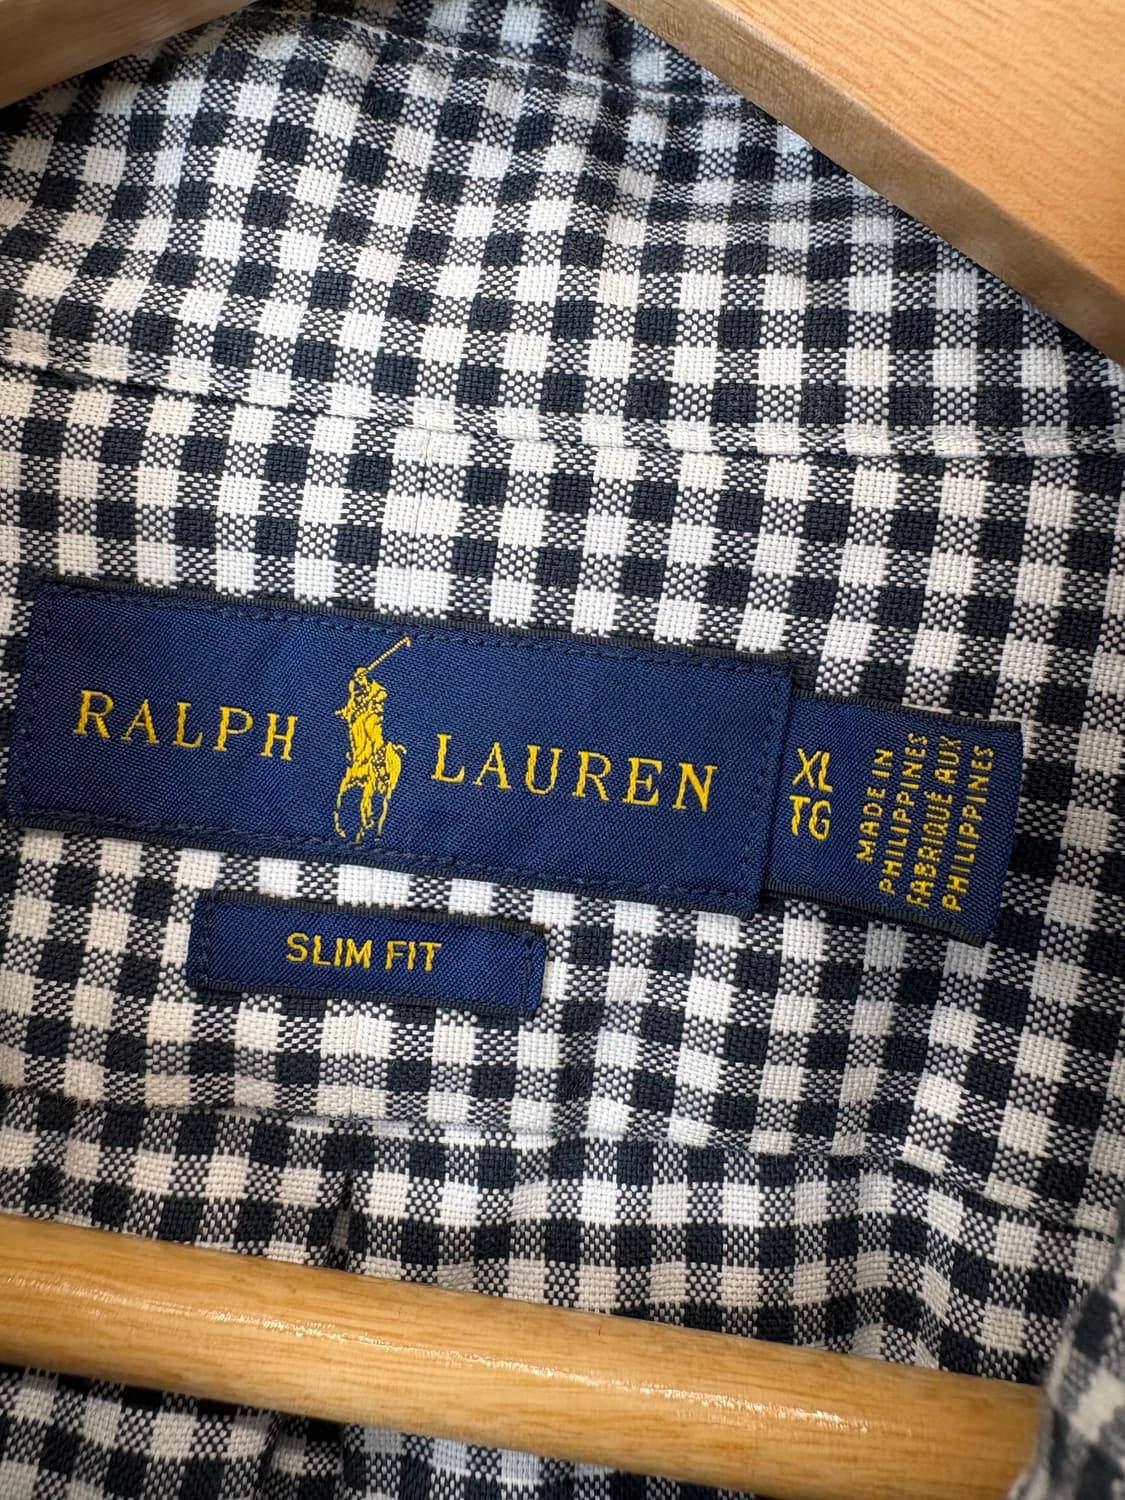 RALPH LAUREN
XL
TG
MADE IN
PHILIPPINES
FABRIQUÉ AUX
PHILIPPINES
SLIM FIT